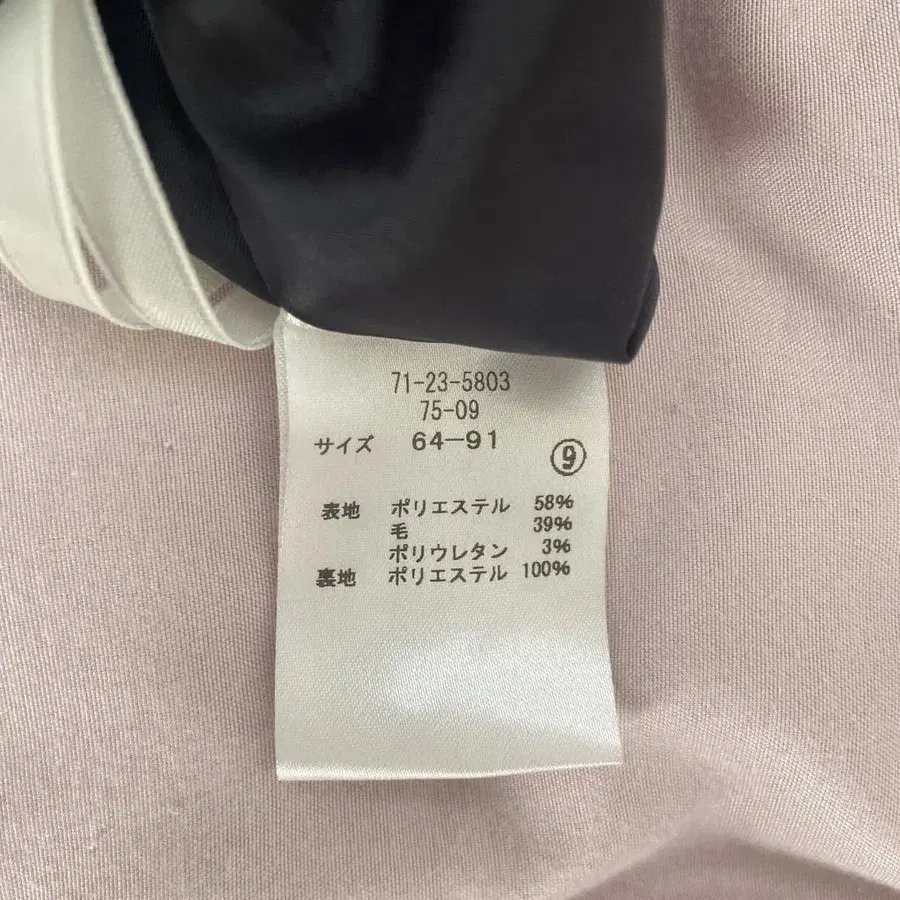 71-23-5803
75-09
サイズ 64-91
⑨
表地 ポリエステル 58%
毛 39%
ポリウレタン 3%
裏地 ポリエステル 100%